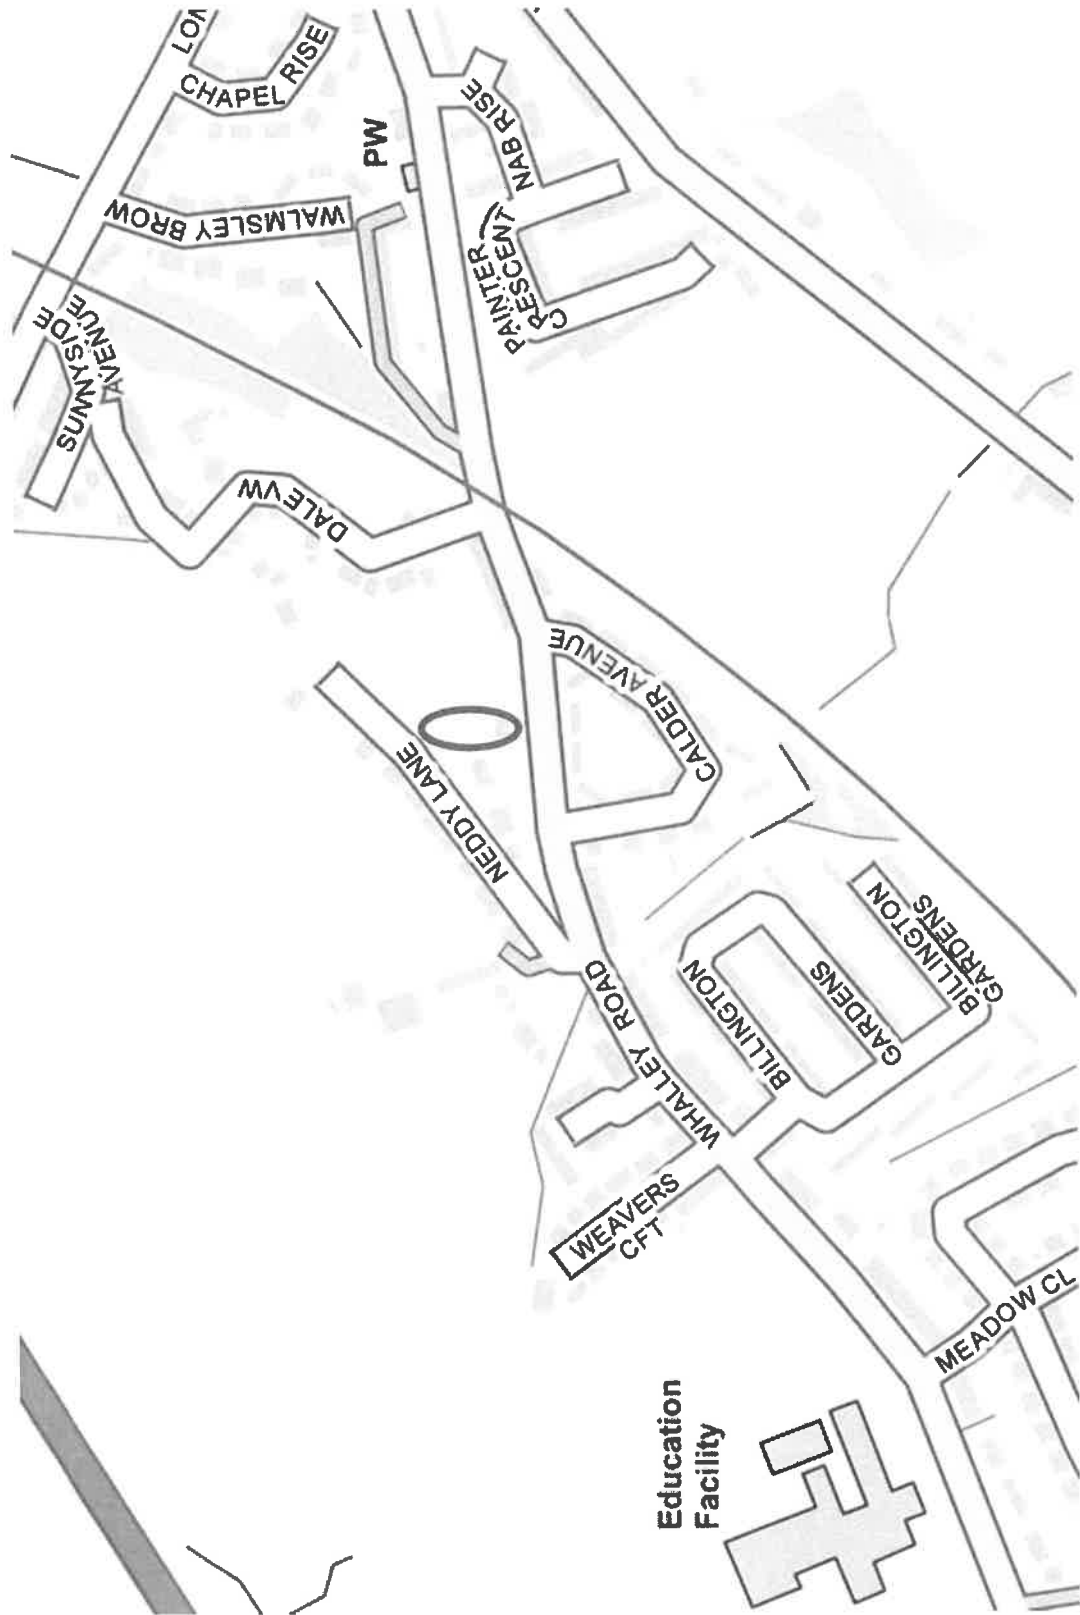 LON
CHAPEL
RISE
PW
NAB RISE
WALMSLEY BROW
PAINTER
CRESCENT
SUNNYSIDE
AVENUE
DALE VW
CALDER AVENUE
NEDDY LANE
BILLINGTON
GARDENS
BILLINGTON
GARDENS
WHALLEY ROAD
WEAVERS
CFT
MEADOW CL
Education
Facility